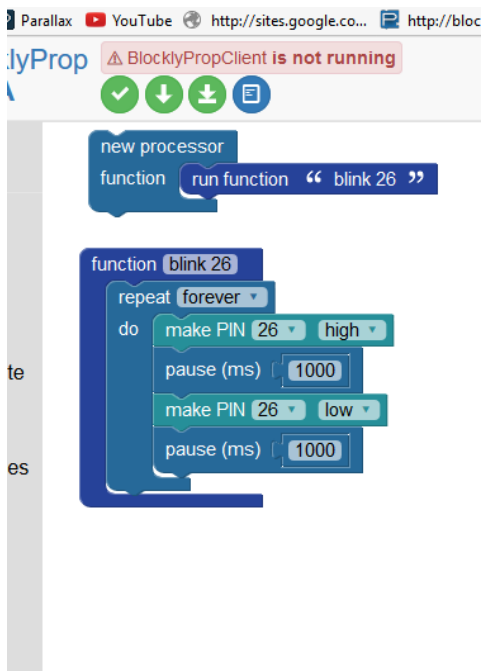 Parallax YouTube http://sites.google.co... http://bloc
lyProp BlocklyPropClient is not running
new processor
function run function “ blink 26 ”
function blink 26
repeat forever
do make PIN 26 high
te pause (ms) 1000
make PIN 26 low
es pause (ms) 1000